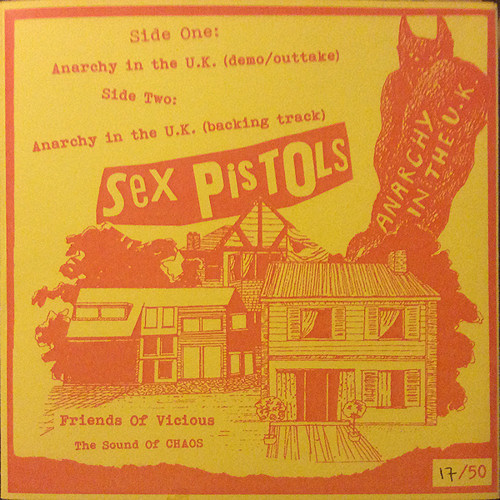 Side One:
Anarchy in the U.K. (demo/outtake)
Side Two:
Anarchy in the U.K. (backing track)
SEX PiSTOLS
ANARCHY
IN THE U.K
Friends Of Vicious
The Sound Of CHAOS
17/50